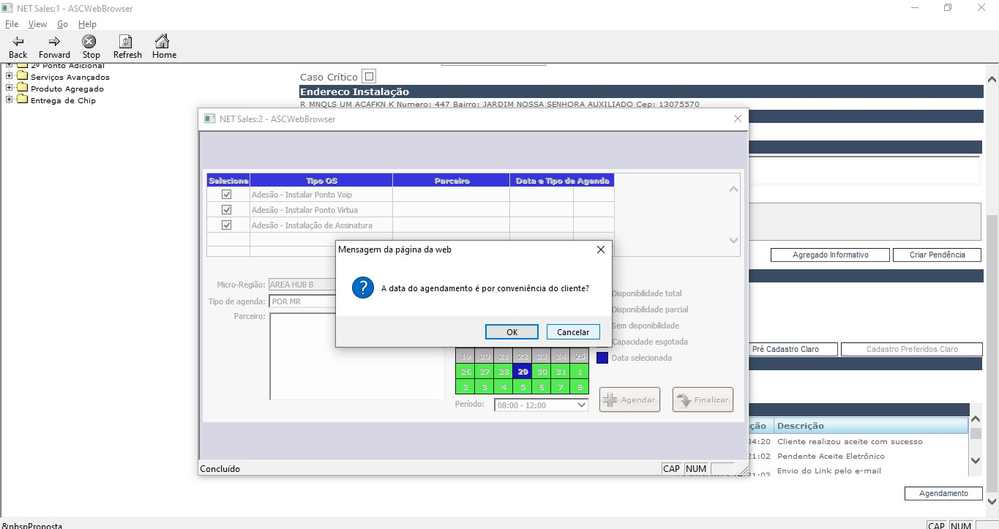 NET Sales:1 - ASCWebBrowser
File View Go Help
Back Forward Stop Refresh Home
2º Ponto Adicional
Serviços Avançados
Produto Agregado
Entrega de Chip
Caso Crítico
Endereco Instalação
R MNQLS UM ACAFKN K Numero: 447 Bairro: JARDIM NOSSA SENHORA AUXILIADO Cep: 13075570
NET Sales:2 - ASCWebBrowser
Selecione Tipo OS Parceiro Data e Tipo de Agenda
Adesão - Instalar Ponto Voip
Adesão - Instalar Ponto Virtua
Adesão - Instalação de Assinatura
Mensagem da página da web
A data do agendamento é por conveniência do cliente?
OK Cancelar
Micro-Região: AREA HUB B
Tipo de agenda: POR MR
Parceiro:
Disponibilidade total
Disponibilidade parcial
Sem disponibilidade
Capacidade esgotada
Data selecionada
19 20 21 22 23 24 25
26 27 28 29 30 31 1
2 3 4 5 6 7 8
Período: 08:00 - 12:00
Agendar Finalizar
Concluído CAP NUM
Agregado Informativo Criar Pendência
Pré Cadastro Claro Cadastro Preferidos Claro
ção Descrição
34:20 Cliente realizou aceite com sucesso
21:02 Pendente Aceite Eletrônico
21:02 Envio do Link pelo e-mail
Agendamento
&nbspProposta CAP NUM